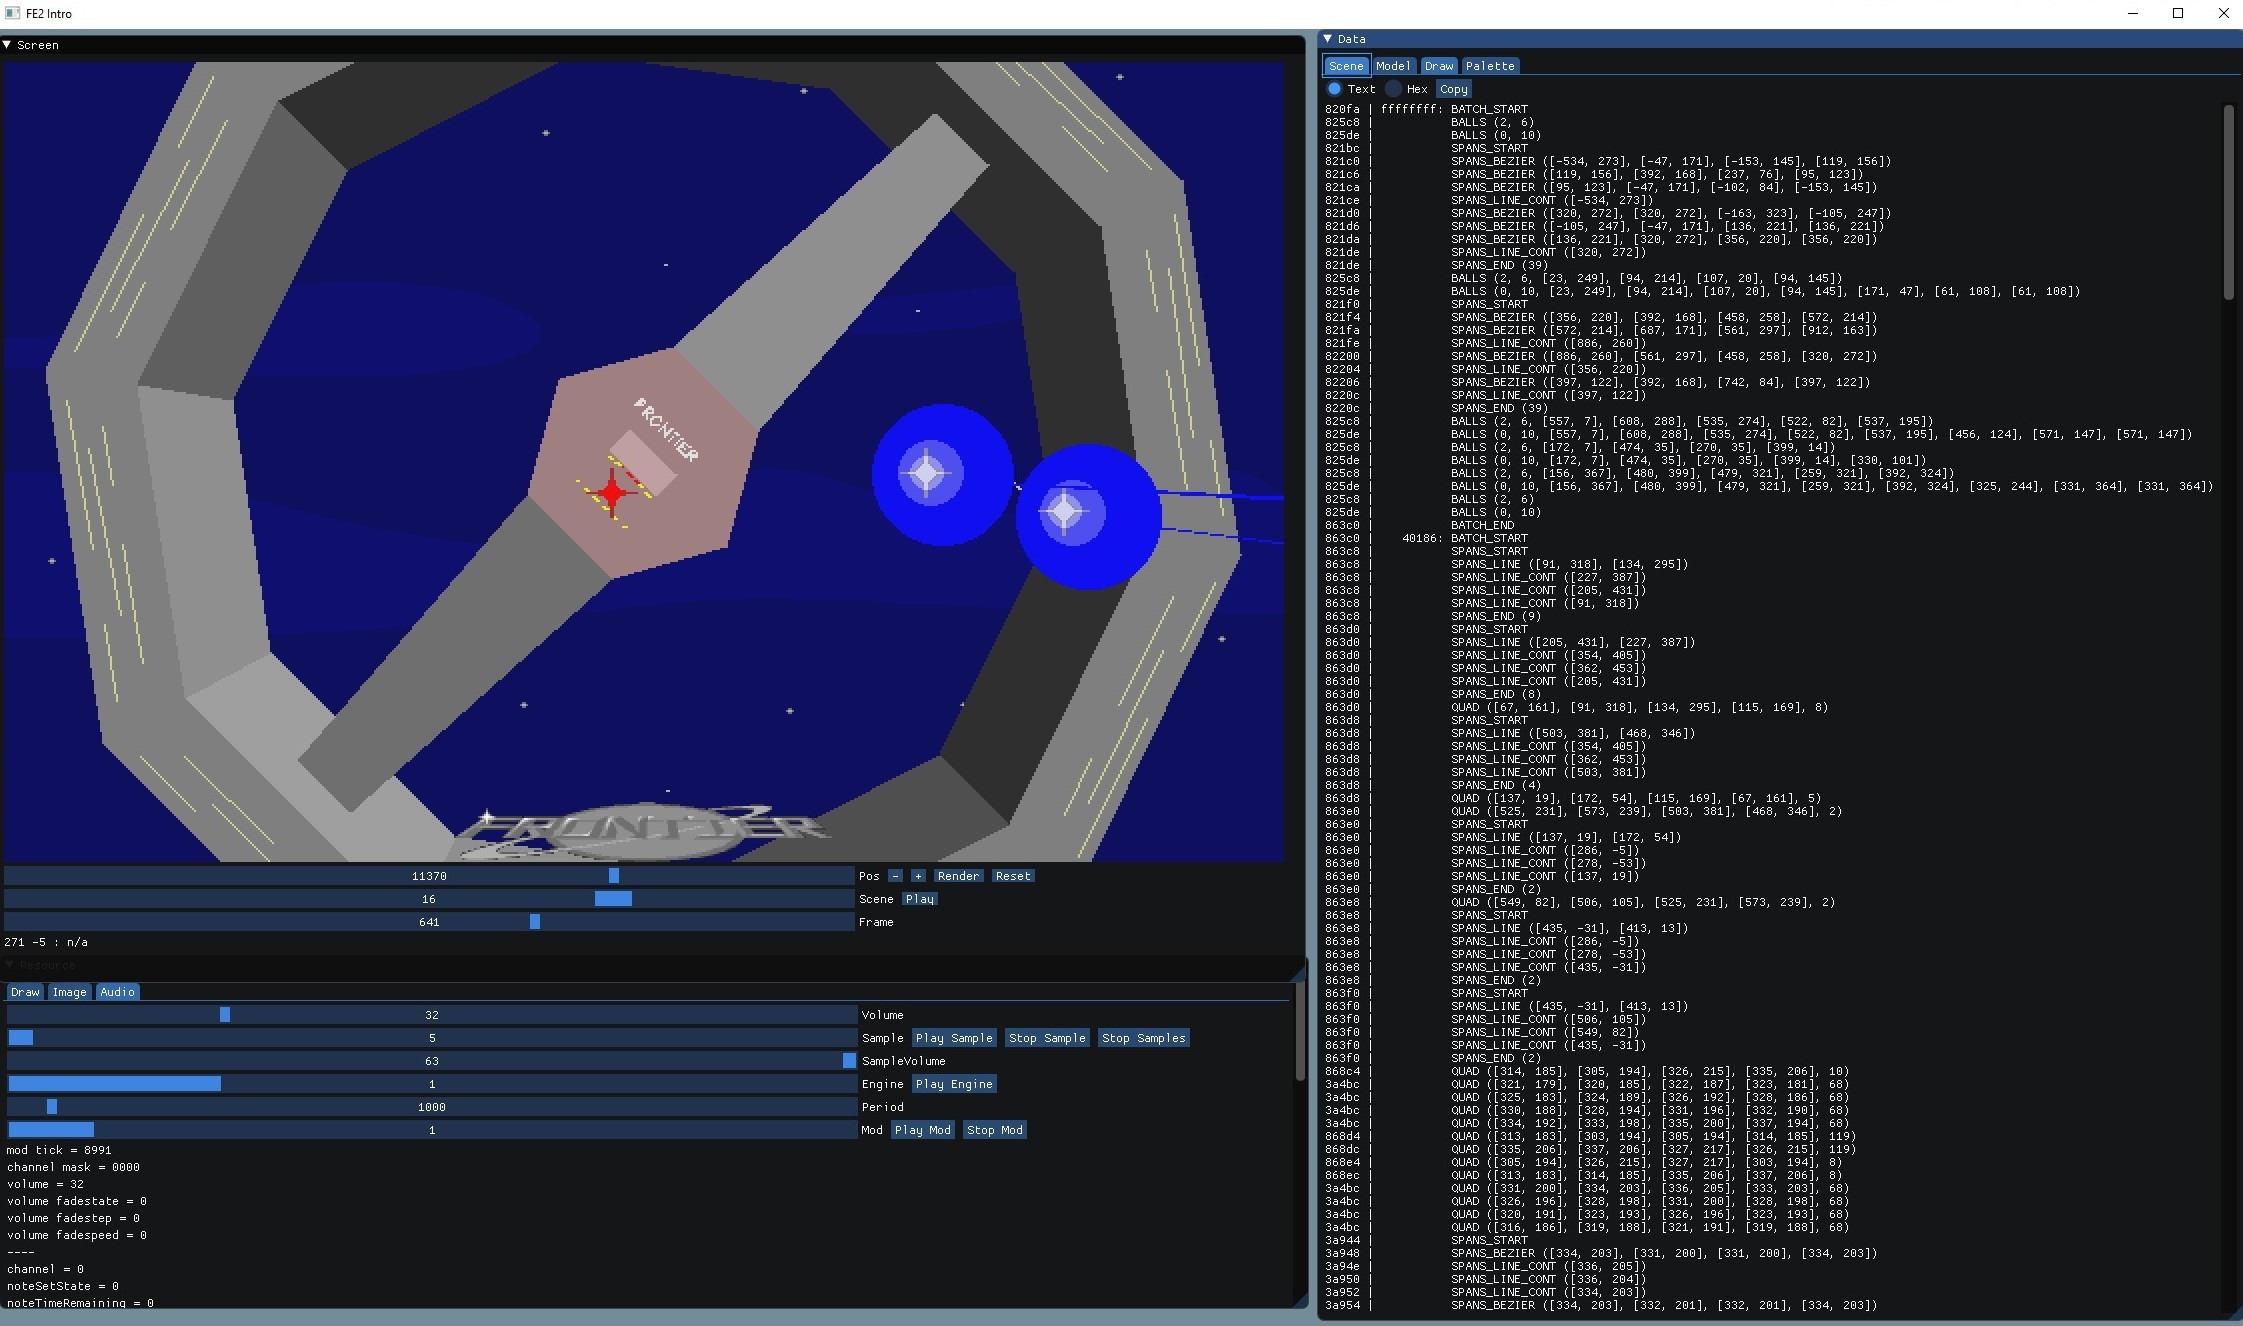 FE2 Intro
Screen
FRONTIER
FRONTIER
11370 Pos - + Render Reset
16 Scene Play
641 Frame
271 -5 : n/a
Resource
Draw Image Audio
32 Volume
5 Sample Play Sample Stop Sample Stop Samples
63 SampleVolume
1 Engine Play Engine
1000 Period
1 Mod Play Mod Stop Mod
mod tick = 8991
channel mask = 0000
volume = 32
volume fadestate = 0
volume fadestep = 0
volume fadespeed = 0
----
channel = 0
noteSetState = 0
noteTimeRemaining = 0
Data
Scene Model Draw Palette
Text Hex Copy
820fa | ffffffff: BATCH_START
825c8 | BALLS (2, 6)
825de | BALLS (0, 10)
821bc | SPANS_START
821c0 | SPANS_BEZIER ([-534, 273], [-47, 171], [-153, 145], [119, 156])
821c6 | SPANS_BEZIER ([119, 156], [392, 168], [237, 76], [95, 123])
821ca | SPANS_BEZIER ([95, 123], [-47, 171], [-102, 84], [-153, 145])
821ce | SPANS_LINE_CONT ([-534, 273])
821d0 | SPANS_BEZIER ([320, 272], [320, 272], [-163, 323], [-105, 247])
821d6 | SPANS_BEZIER ([-105, 247], [-47, 171], [136, 221], [136, 221])
821da | SPANS_BEZIER ([136, 221], [320, 272], [356, 220], [356, 220])
821de | SPANS_LINE_CONT ([320, 272])
821de | SPANS_END (39)
825c8 | BALLS (2, 6, [23, 249], [94, 214], [107, 20], [94, 145])
825de | BALLS (0, 10, [23, 249], [94, 214], [107, 20], [94, 145], [171, 47], [61, 108], [61, 108])
821f0 | SPANS_START
821f4 | SPANS_BEZIER ([356, 220], [392, 168], [458, 258], [572, 214])
821fa | SPANS_BEZIER ([572, 214], [687, 171], [561, 297], [912, 163])
821fe | SPANS_LINE_CONT ([886, 260])
82200 | SPANS_BEZIER ([886, 260], [561, 297], [458, 258], [320, 272])
82204 | SPANS_LINE_CONT ([356, 220])
82206 | SPANS_BEZIER ([397, 122], [392, 168], [742, 84], [397, 122])
8220c | SPANS_LINE_CONT ([397, 122])
8220c | SPANS_END (39)
825c8 | BALLS (2, 6, [557, 7], [608, 288], [535, 274], [522, 82], [537, 195])
825de | BALLS (0, 10, [557, 7], [608, 288], [535, 274], [522, 82], [537, 195], [456, 124], [571, 147], [571, 147])
825c8 | BALLS (2, 6, [172, 7], [474, 35], [270, 35], [399, 14])
825de | BALLS (0, 10, [172, 7], [474, 35], [270, 35], [399, 14], [330, 101])
825c8 | BALLS (2, 6, [156, 367], [480, 399], [479, 321], [259, 321], [392, 324])
825de | BALLS (0, 10, [156, 367], [480, 399], [479, 321], [259, 321], [392, 324], [325, 244], [331, 364], [331, 364])
825c8 | BALLS (2, 6)
825de | BALLS (0, 10)
863c0 | BATCH_END
863c0 | 40186: BATCH_START
863c8 | SPANS_START
863c8 | SPANS_LINE ([91, 318], [134, 295])
863c8 | SPANS_LINE_CONT ([227, 387])
863c8 | SPANS_LINE_CONT ([205, 431])
863c8 | SPANS_LINE_CONT ([91, 318])
863c8 | SPANS_END (9)
863d0 | SPANS_START
863d0 | SPANS_LINE ([205, 431], [227, 387])
863d0 | SPANS_LINE_CONT ([354, 405])
863d0 | SPANS_LINE_CONT ([362, 453])
863d0 | SPANS_LINE_CONT ([205, 431])
863d0 | SPANS_END (8)
863d0 | QUAD ([67, 161], [91, 318], [134, 295], [115, 169], 8)
863d8 | SPANS_START
863d8 | SPANS_LINE ([503, 381], [468, 346])
863d8 | SPANS_LINE_CONT ([354, 405])
863d8 | SPANS_LINE_CONT ([362, 453])
863d8 | SPANS_LINE_CONT ([503, 381])
863d8 | SPANS_END (4)
863d8 | QUAD ([137, 19], [172, 54], [115, 169], [67, 161], 5)
863e0 | QUAD ([525, 231], [573, 239], [503, 381], [468, 346], 2)
863e0 | SPANS_START
863e0 | SPANS_LINE ([137, 19], [172, 54])
863e0 | SPANS_LINE_CONT ([286, -5])
863e0 | SPANS_LINE_CONT ([278, -53])
863e0 | SPANS_LINE_CONT ([137, 19])
863e0 | SPANS_END (2)
863e8 | QUAD ([549, 82], [506, 105], [525, 231], [573, 239], 2)
863e8 | SPANS_START
863e8 | SPANS_LINE ([435, -31], [413, 13])
863e8 | SPANS_LINE_CONT ([286, -5])
863e8 | SPANS_LINE_CONT ([278, -53])
863e8 | SPANS_LINE_CONT ([435, -31])
863e8 | SPANS_END (2)
863f0 | SPANS_START
863f0 | SPANS_LINE ([435, -31], [413, 13])
863f0 | SPANS_LINE_CONT ([506, 105])
863f0 | SPANS_LINE_CONT ([549, 82])
863f0 | SPANS_LINE_CONT ([435, -31])
863f0 | SPANS_END (2)
868c4 | QUAD ([314, 185], [305, 194], [326, 215], [335, 206], 10)
3a4bc | QUAD ([321, 179], [320, 185], [322, 187], [323, 181], 68)
3a4bc | QUAD ([325, 183], [324, 189], [326, 192], [328, 186], 68)
3a4bc | QUAD ([330, 188], [328, 194], [331, 196], [332, 190], 68)
3a4bc | QUAD ([334, 192], [333, 198], [335, 200], [337, 194], 68)
868d4 | QUAD ([313, 183], [303, 194], [305, 194], [314, 185], 119)
868dc | QUAD ([335, 206], [337, 206], [327, 217], [326, 215], 119)
868e4 | QUAD ([305, 194], [326, 215], [327, 217], [303, 194], 8)
868ec | QUAD ([313, 183], [314, 185], [335, 206], [337, 206], 8)
3a4bc | QUAD ([331, 200], [334, 203], [336, 205], [333, 203], 68)
3a4bc | QUAD ([326, 196], [328, 198], [331, 200], [328, 198], 68)
3a4bc | QUAD ([320, 191], [323, 193], [326, 196], [323, 193], 68)
3a4bc | QUAD ([316, 186], [319, 188], [321, 191], [319, 188], 68)
3a944 | SPANS_START
3a948 | SPANS_BEZIER ([334, 203], [331, 200], [331, 200], [334, 203])
3a94e | SPANS_LINE_CONT ([336, 205])
3a950 | SPANS_LINE_CONT ([336, 204])
3a952 | SPANS_LINE_CONT ([334, 203])
3a954 | SPANS_BEZIER ([334, 203], [332, 201], [332, 201], [334, 203])